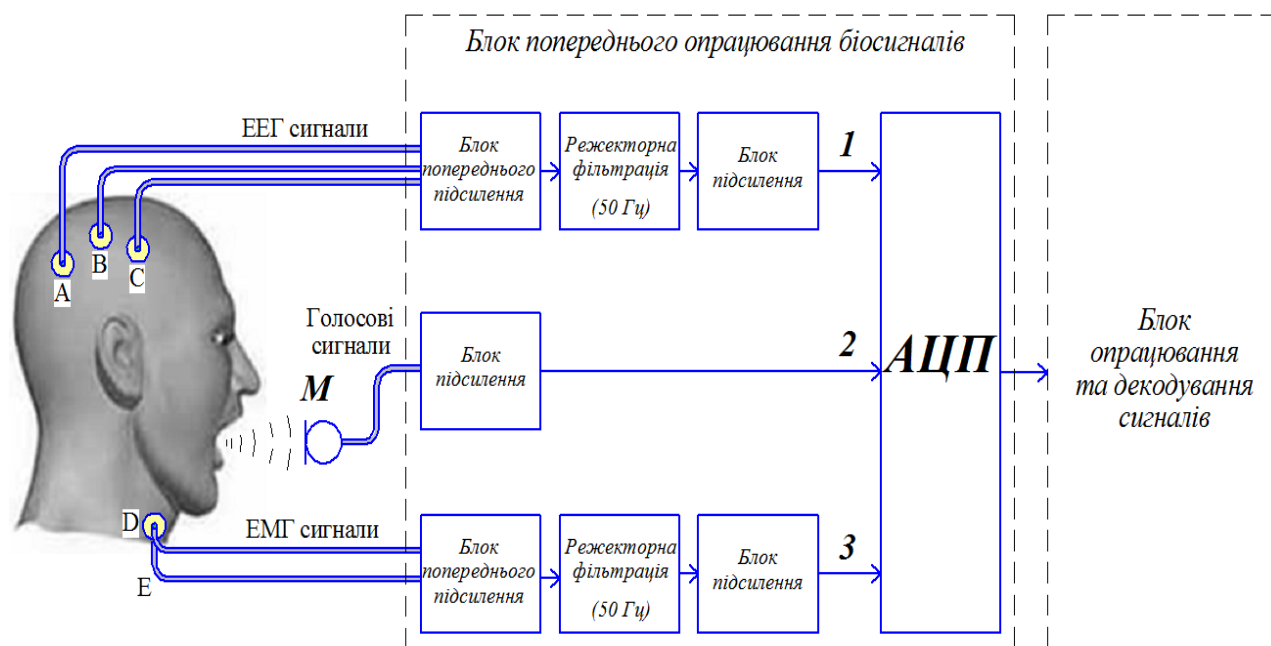 Блок попереднього опрацювання біосигналів
ЕЕГ сигнали
Блок
попереднього
підсилення
Режекторна
фільтрація
(50 Гц)
Блок
підсилення
1
A
B
C
Голосові
сигнали
М
Блок
підсилення
2
АЦП
Блок
опрацювання
та декодування
сигналів
D
E
ЕМГ сигнали
Блок
попереднього
підсилення
Режекторна
фільтрація
(50 Гц)
Блок
підсилення
3